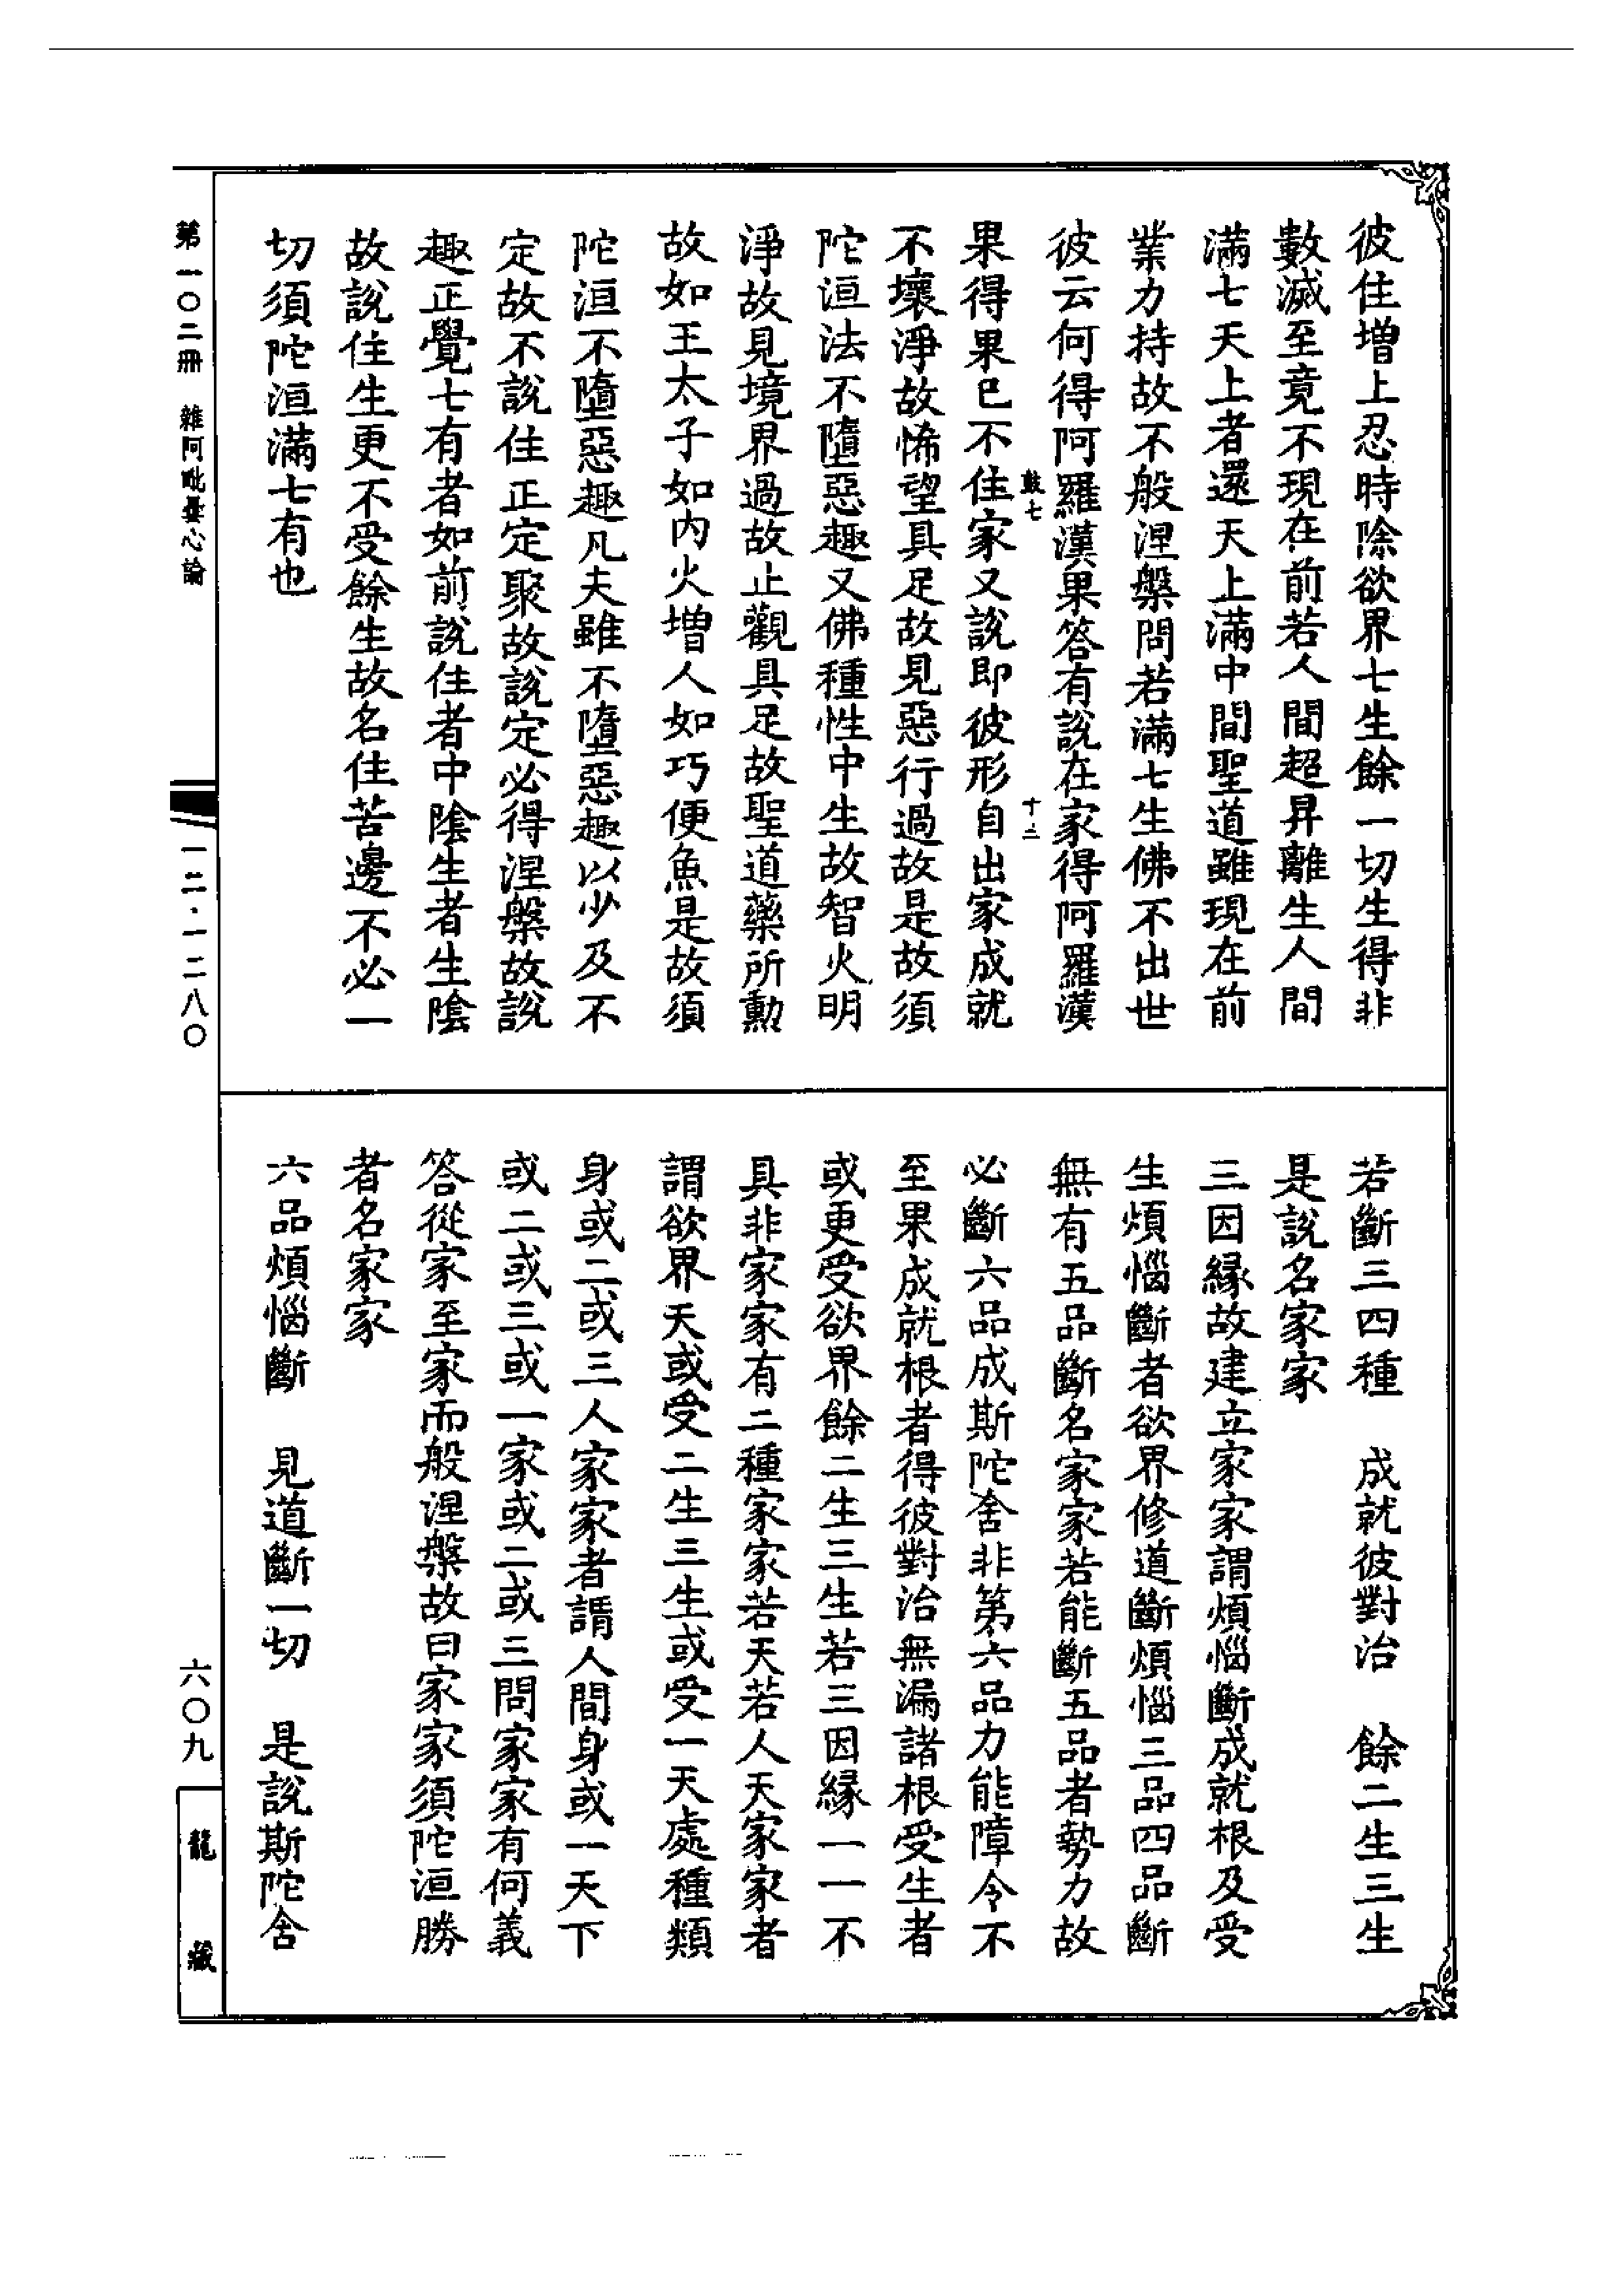 彼住增上忍時除欲界七生餘一切生得非
數滅至竟不現在前若人間超昇離生人間
滿七天上者還天上滿中間聖道雖現在前
業力持故不般涅槃問若滿七生佛不出世
彼云何得阿羅漢果答有說在家得阿羅漢
鼓七
十三
果得果已不住家又說即彼形自出家成就
不壞淨故悕望具足故見惡行過故是故須
陀洹法不墮惡趣又佛種性中生故智火明
淨故見境界過故止觀具足故聖道藥所勳
故如王太子如內火增人如巧便魚是故須
陀洹不墮惡趣凡夫雖不墮惡趣以少及不
定故不說住正定聚故說定必得涅槃故說
趣正覺七有者如前說住者中陰生者生陰
故說住生更不受餘生故名住苦邊不必一
切須陀洹滿七有也
若斷三四種　成就彼對治　餘二生三生
是說名家家
三因緣故建立家家謂煩惱斷成就根及受
生煩惱斷者欲界修道斷煩惱三品四品斷
無有五品斷名家家若能斷五品者勢力故
必斷六品成斯陀舍非第六品力能障令不
至果成就根者得彼對治無漏諸根受生者
或更受欲界餘二生三生若三因緣一一不
具非家家有二種家家若天若人天家家者
謂欲界天或受二生三生或受一天處種類
身或二或三人家家者謂人間身或一天下
或二或三或一家或二或三問家家有何義
答從家至家而般涅槃故曰家家須陀洹勝
者名家家
六品煩惱斷　見道斷一切　是說斯陀舍
第一〇二冊　雜阿毗曇心論
一二·一二八〇
六〇九
龍藏